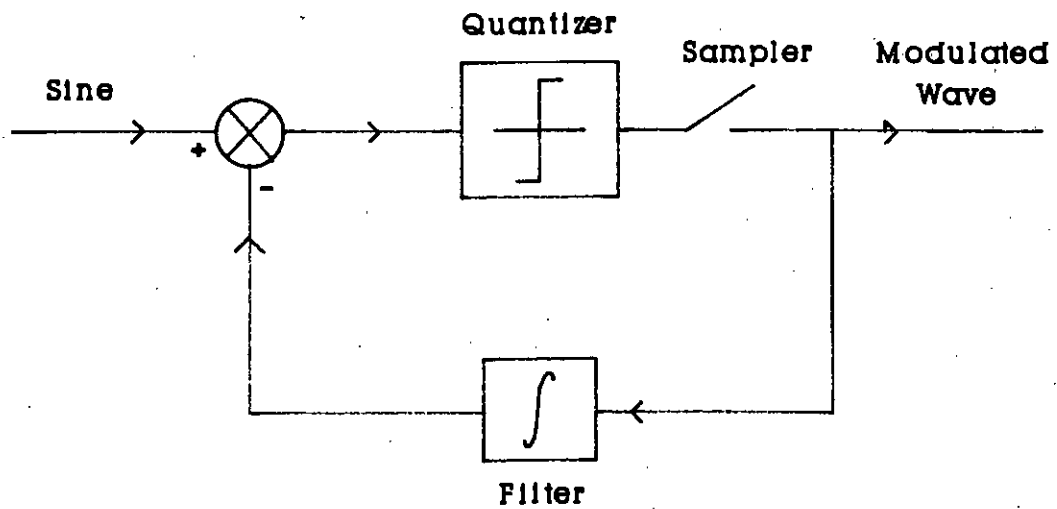 Quantizer
Sampler
Modulated
Wave
Sine
+
-
∫
Filter